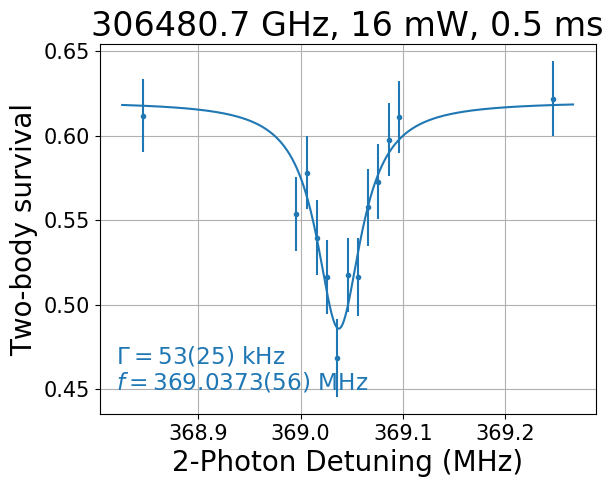 306480.7 GHz, 16 mW, 0.5 ms
Two-body survival
0.65
0.60
0.55
0.50
0.45
Γ = 53(25) kHz
f = 369.0373(56) MHz
368.9 369.0 369.1 369.2
2-Photon Detuning (MHz)